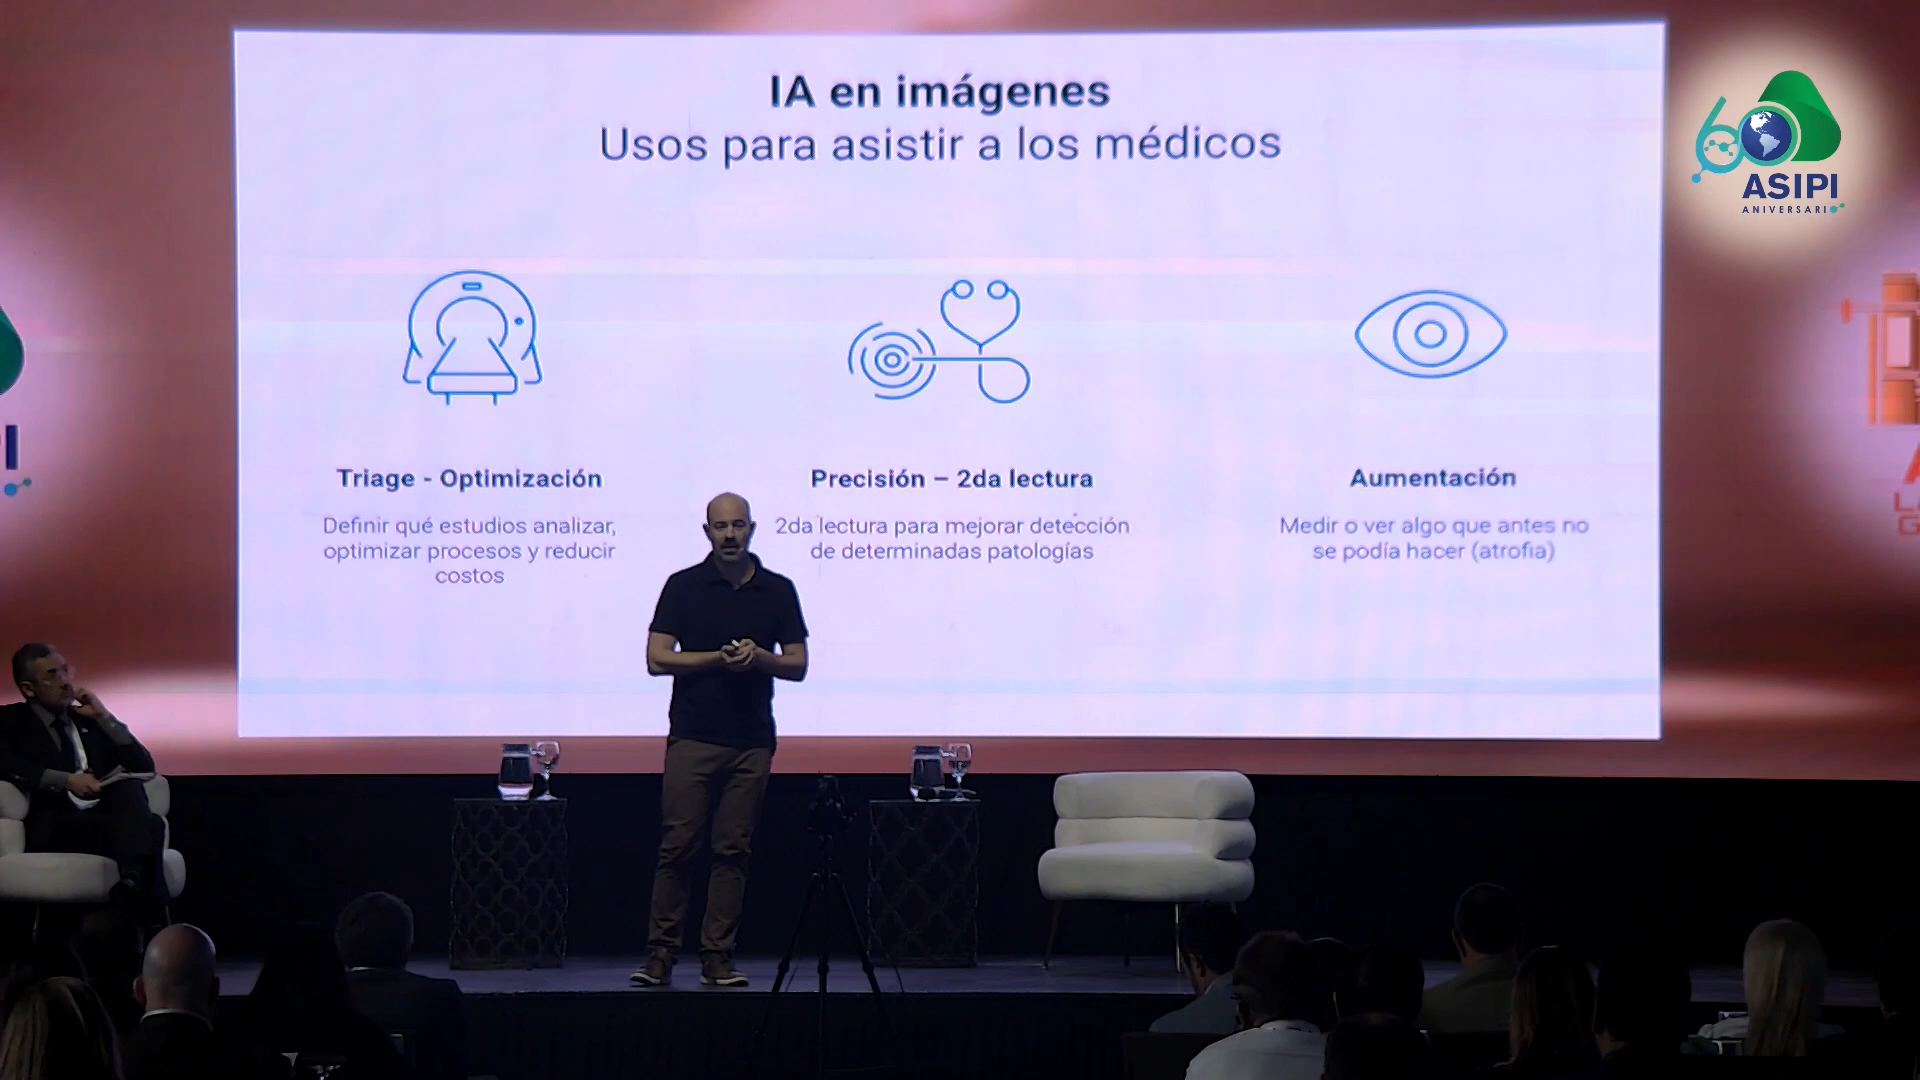 IA en imágenes
Usos para asistir a los médicos
ASIPI
ANIVERSARIO
Triage - Optimización
Definir qué estudios analizar,
optimizar procesos y reducir
costos
Precisión – 2da lectura
2da lectura para mejorar detección
de determinadas patologías
Aumentación
Medir o ver algo que antes no
se podía hacer (atrofia)